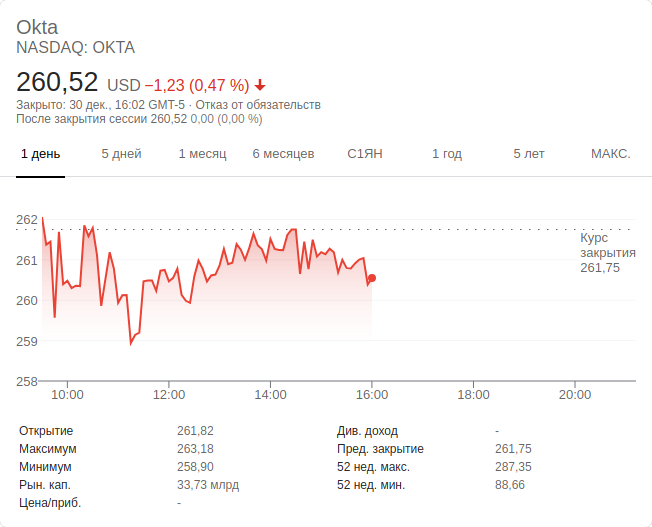 Okta
NASDAQ: OKTA
260,52 USD −1,23 (0,47 %)
Закрыто: 30 дек., 16:02 GMT-5 · Отказ от обязательств
После закрытия сессии 260,52 0,00 (0,00 %)
1 день 5 дней 1 месяц 6 месяцев С1ЯН 1 год 5 лет МАКС.
262
Курс
закрытия
261,75
261
260
259
258
10:00 12:00 14:00 16:00 18:00 20:00
Открытие 261,82 Див. доход -
Максимум 263,18 Пред. закрытие 261,75
Минимум 258,90 52 нед. макс. 287,35
Рын. кап. 33,73 млрд 52 нед. мин. 88,66
Цена/приб. -